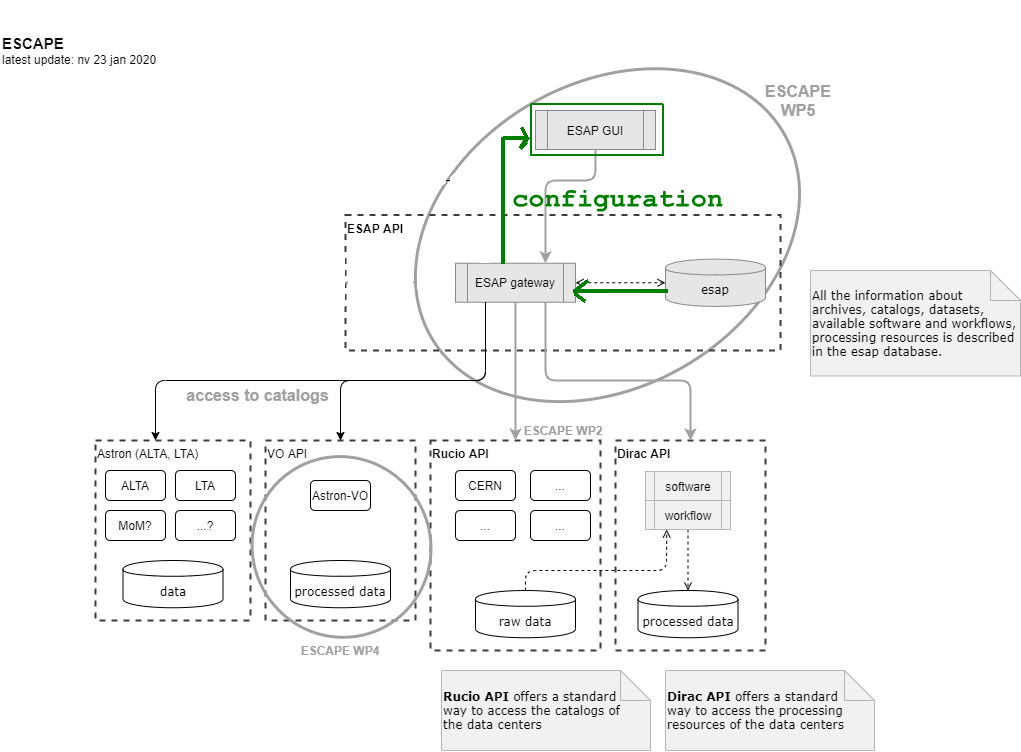 ESCAPE
latest update: nv 23 jan 2020
ESCAPE
WP5
ESAP GUI
configuration
ESAP API
ESAP gateway
esap
All the information about
archives, catalogs, datasets,
available software and workflows,
processing resources is described
in the esap database.
access to catalogs
ESCAPE WP2
Astron (ALTA, LTA)
ALTA
LTA
MoM?
...?
data
VO API
Astron-VO
processed data
ESCAPE WP4
Rucio API
CERN
...
...
...
raw data
Dirac API
software
workflow
processed data
Rucio API offers a standard
way to access the catalogs of
the data centers
Dirac API offers a standard
way to access the processing
resources of the data centers